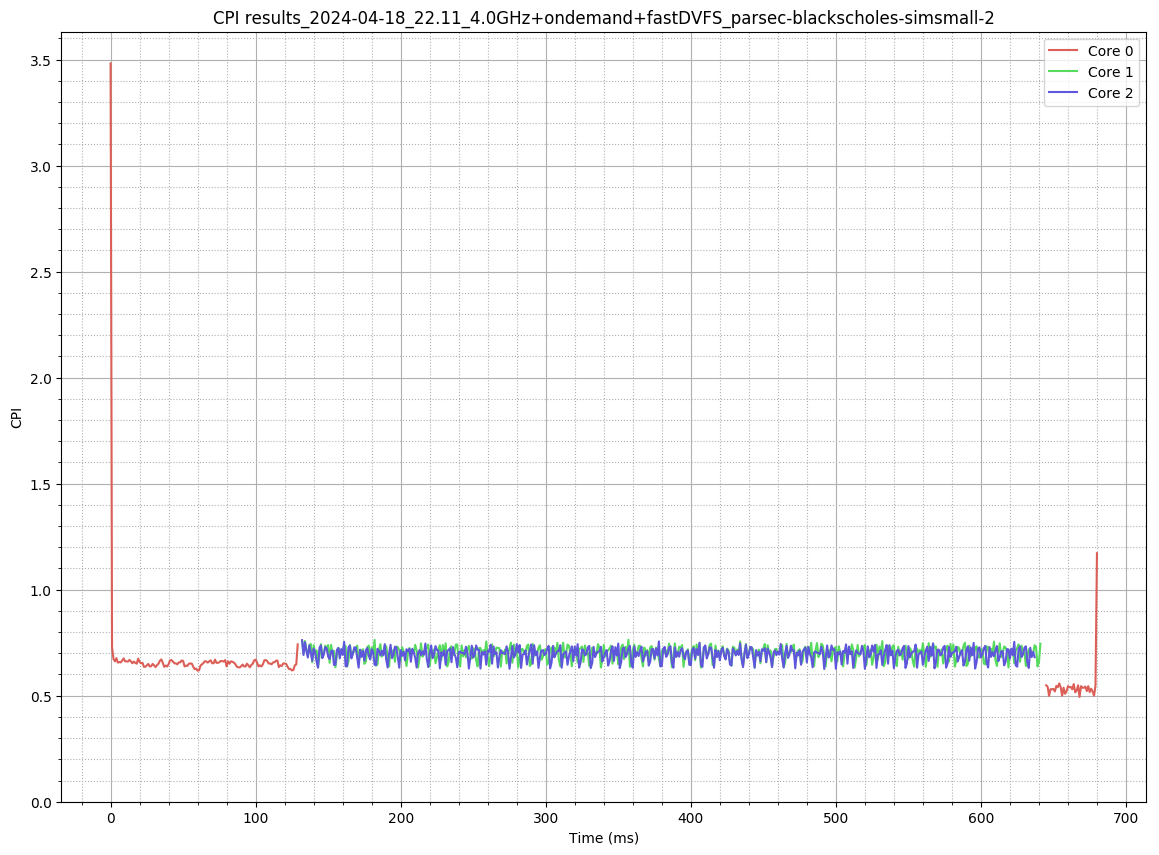 CPI results_2024-04-18_22.11_4.0GHz+ondemand+fastDVFS_parsec-blackscholes-simsmall-2
Core 0
Core 1
Core 2
3.5
3.0
2.5
2.0
1.5
1.0
0.5
0.0
CPI
0 100 200 300 400 500 600 700
Time (ms)